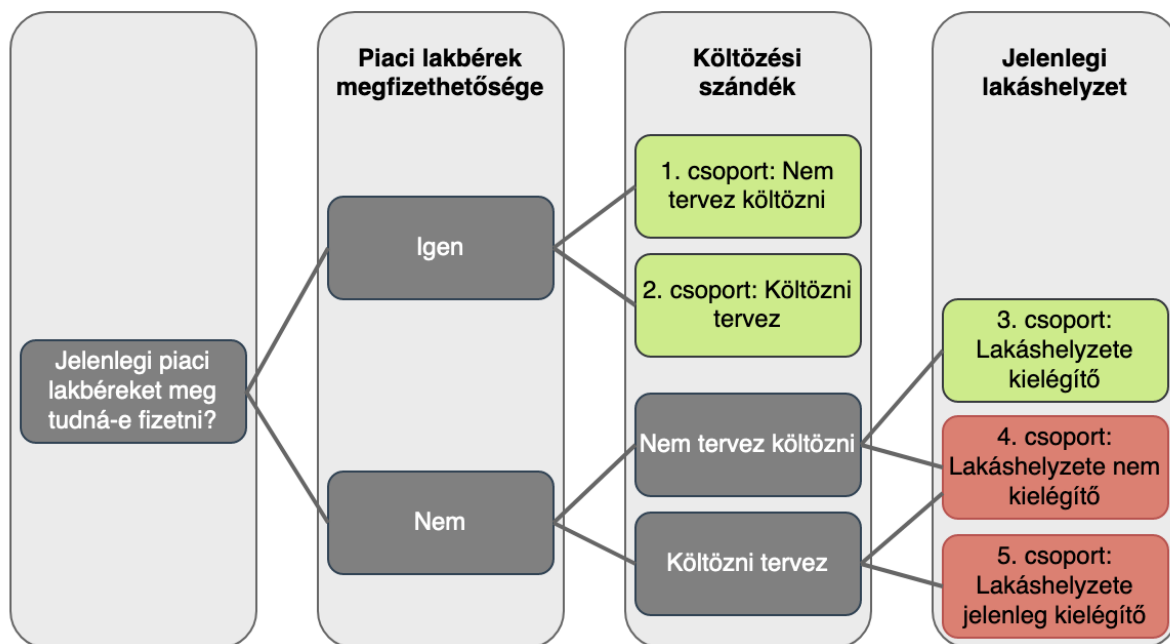 Piaci lakbérek
megfizethetősége
Költözési
szándék
Jelenlegi
lakáshelyzet
Jelenlegi piaci
lakbéreket meg
tudná-e fizetni?
Igen
Nem
1. csoport: Nem
tervez költözni
2. csoport: Költözni
tervez
Nem tervez költözni
Költözni tervez
3. csoport:
Lakáshelyzete
kielégítő
4. csoport:
Lakáshelyzete nem
kielégítő
5. csoport:
Lakáshelyzete
jelenleg kielégítő